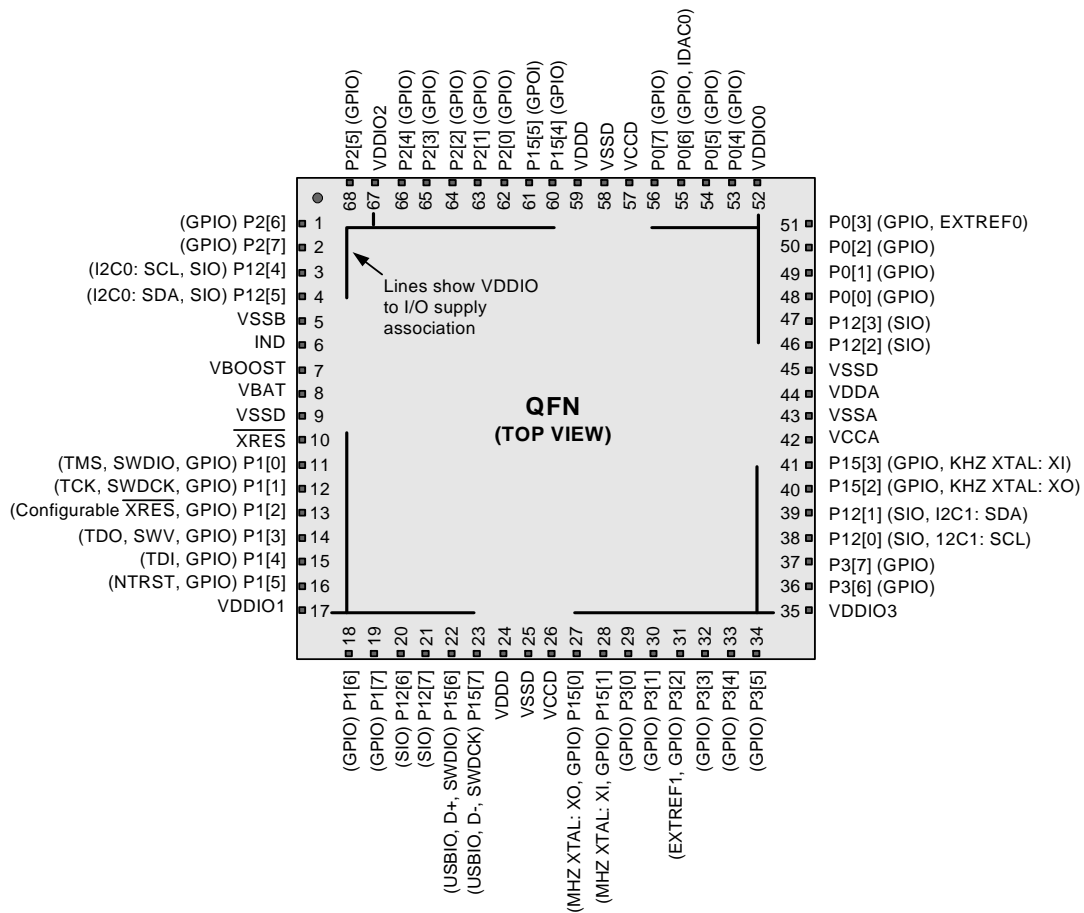 P2[5] (GPIO)
VDDIO2
P2[4] (GPIO)
P2[3] (GPIO)
P2[2] (GPIO)
P2[1] (GPIO)
P2[0] (GPIO)
P15[5] (GPOI)
P15[4] (GPIO)
VDDD
VSSD
VCCD
P0[7] (GPIO)
P0[6] (GPIO, IDAC0)
P0[5] (GPIO)
P0[4] (GPIO)
VDDIO0
68
67
66
65
64
63
62
61
60
59
58
57
56
55
54
53
52
(GPIO) P2[6] 1
(GPIO) P2[7] 2
(I2C0: SCL, SIO) P12[4] 3
(I2C0: SDA, SIO) P12[5] 4
VSSB 5
IND 6
VBOOST 7
VBAT 8
VSSD 9
XRES 10
(TMS, SWDIO, GPIO) P1[0] 11
(TCK, SWDCK, GPIO) P1[1] 12
(Configurable XRES, GPIO) P1[2] 13
(TDO, SWV, GPIO) P1[3] 14
(TDI, GPIO) P1[4] 15
(NTRST, GPIO) P1[5] 16
VDDIO1 17
Lines show VDDIO
to I/O supply
association
QFN
(TOP VIEW)
51 P0[3] (GPIO, EXTREF0)
50 P0[2] (GPIO)
49 P0[1] (GPIO)
48 P0[0] (GPIO)
47 P12[3] (SIO)
46 P12[2] (SIO)
45 VSSD
44 VDDA
43 VSSA
42 VCCA
41 P15[3] (GPIO, KHZ XTAL: XI)
40 P15[2] (GPIO, KHZ XTAL: XO)
39 P12[1] (SIO, I2C1: SDA)
38 P12[0] (SIO, 12C1: SCL)
37 P3[7] (GPIO)
36 P3[6] (GPIO)
35 VDDIO3
18
19
20
21
22
23
24
25
26
27
28
29
30
31
32
33
34
(GPIO) P1[6]
(GPIO) P1[7]
(SIO) P12[6]
(SIO) P12[7]
(USBIO, D+, SWDIO) P15[6]
(USBIO, D-, SWDCK) P15[7]
VDDD
VSSD
VCCD
(MHZ XTAL: XO, GPIO) P15[0]
(MHZ XTAL: XI, GPIO) P15[1]
(GPIO) P3[0]
(GPIO) P3[1]
(EXTREF1, GPIO) P3[2]
(GPIO) P3[3]
(GPIO) P3[4]
(GPIO) P3[5]